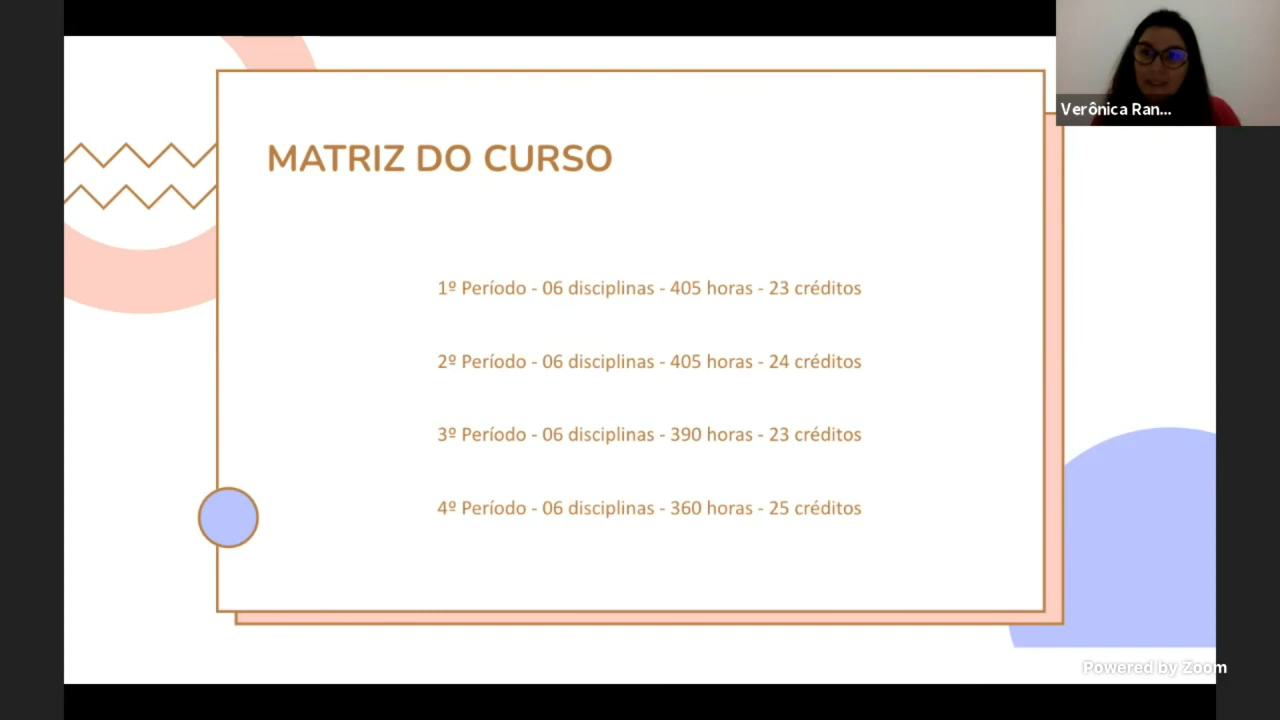 Verônica Ran...
MATRIZ DO CURSO
1º Período - 06 disciplinas - 405 horas - 23 créditos
2º Período - 06 disciplinas - 405 horas - 24 créditos
3º Período - 06 disciplinas - 390 horas - 23 créditos
4º Período - 06 disciplinas - 360 horas - 25 créditos
Powered by Zoom